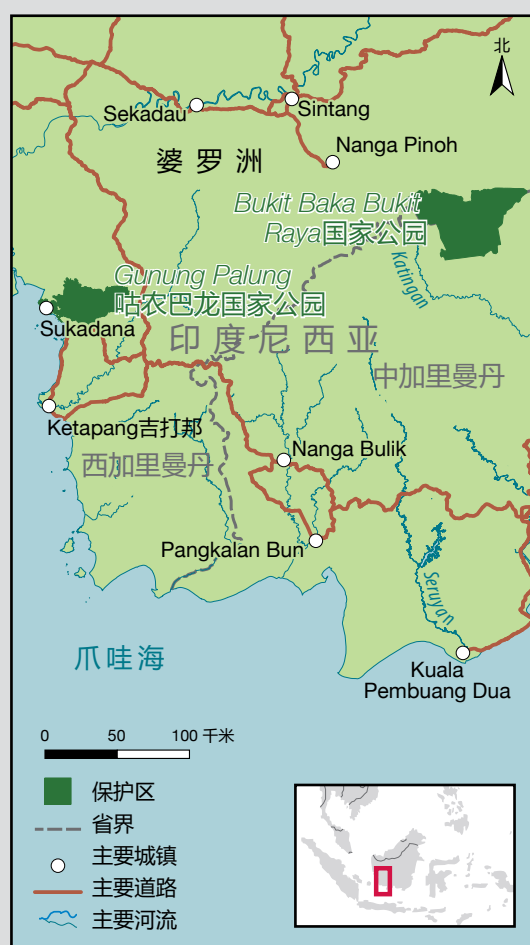 北
Sekadau
Sintang
Nanga Pinoh
婆罗洲
Bukit Baka Bukit
Raya国家公园
Katingan
Gunung Palung
咕农巴龙国家公园
Sukadana
印度尼西亚
中加里曼丹
Ketapang吉打邦
西加里曼丹
Nanga Bulik
Pangkalan Bun
Seruyan
爪哇海
Kuala
Pembuang Dua
0 50 100 千米
保护区
省界
主要城镇
主要道路
主要河流